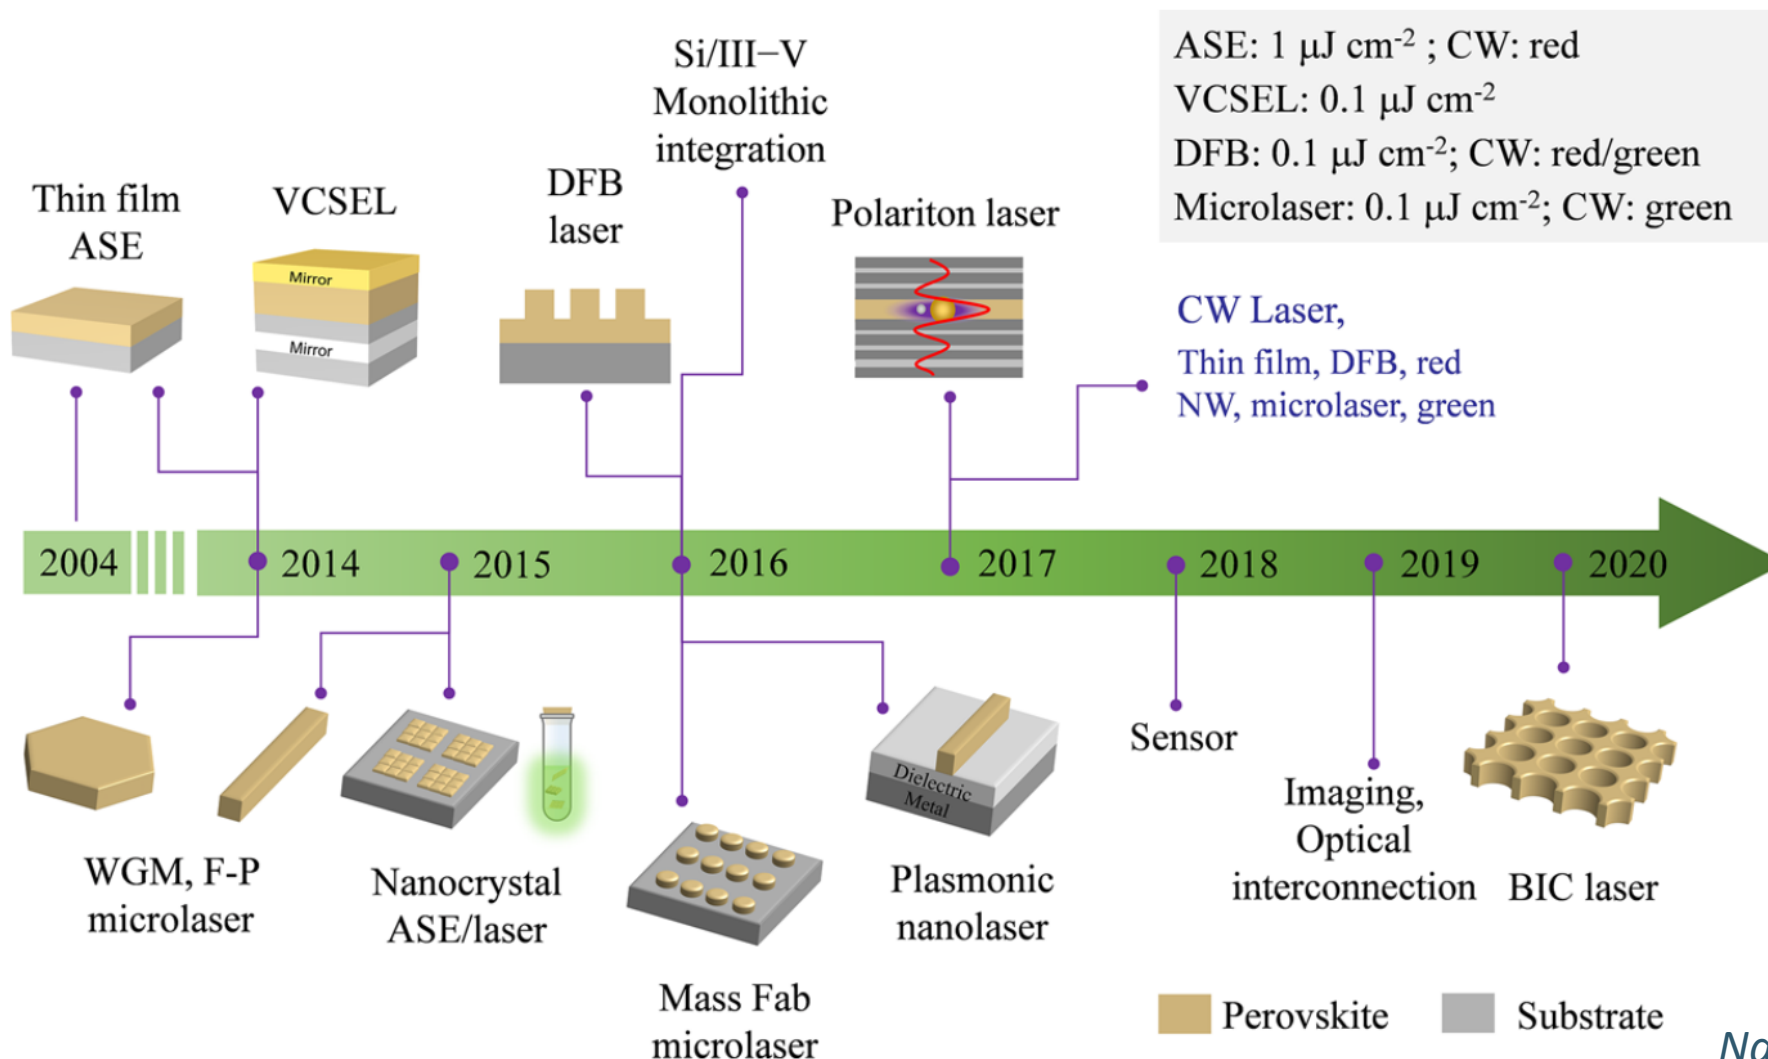 Si/III–V
Monolithic
integration
ASE: 1 μJ cm-2 ; CW: red
VCSEL: 0.1 μJ cm-2
DFB: 0.1 μJ cm-2; CW: red/green
Microlaser: 0.1 μJ cm-2; CW: green
Thin film
ASE
VCSEL
Mirror
Mirror
DFB
laser
Polariton laser
CW Laser,
Thin film, DFB, red
NW, microlaser, green
2004
2014
2015
2016
2017
2018
2019
2020
WGM, F-P
microlaser
Nanocrystal
ASE/laser
Mass Fab
microlaser
Dielectric
Metal
Plasmonic
nanolaser
Sensor
Imaging,
Optical
interconnection
BIC laser
Perovskite
Substrate